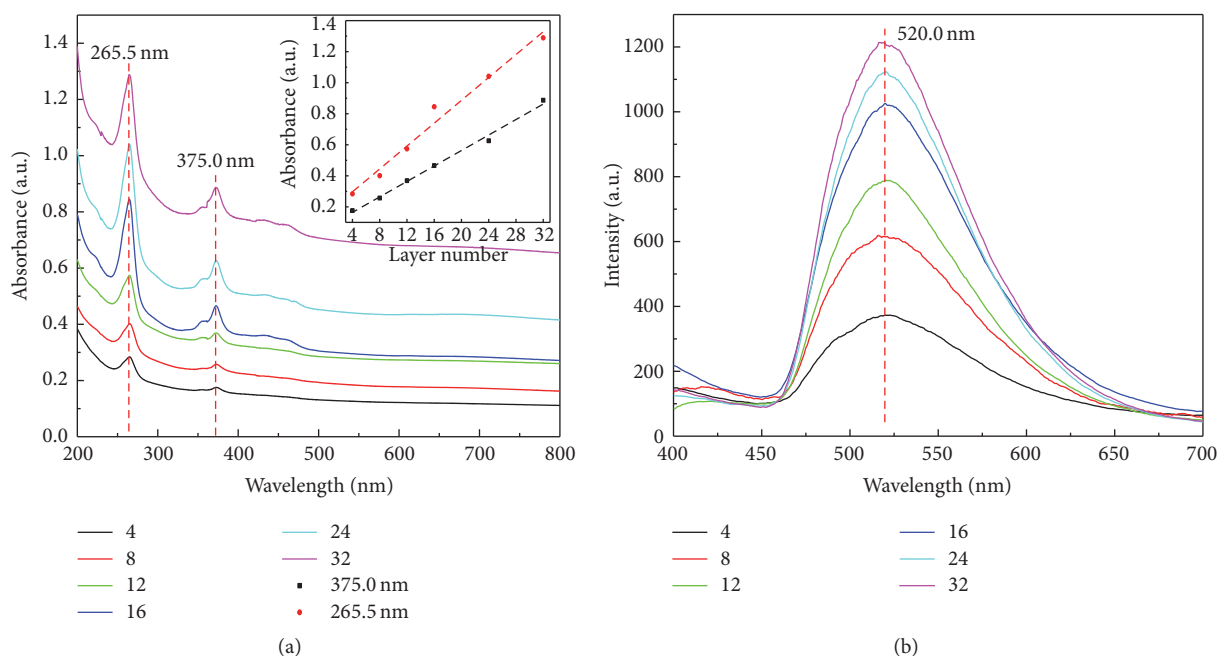 1.4
1.2
1.0
0.8
0.6
0.4
0.2
0.0
Absorbance (a.u.)
265.5 nm
375.0 nm
200 300 400 500 600 700 800
Wavelength (nm)
1.4
1.3
1.2
1.0
0.8
0.6
0.4
0.2
Absorbance (a.u.)
4 8 12 16 20 24 28 32
Layer number
4
8
12
16
24
32
375.0 nm
265.5 nm
(a)
520.0 nm
1200
1000
800
600
400
200
0
Intensity (a.u.)
400 450 500 550 600 650 700
Wavelength (nm)
4
8
12
16
24
32
(b)